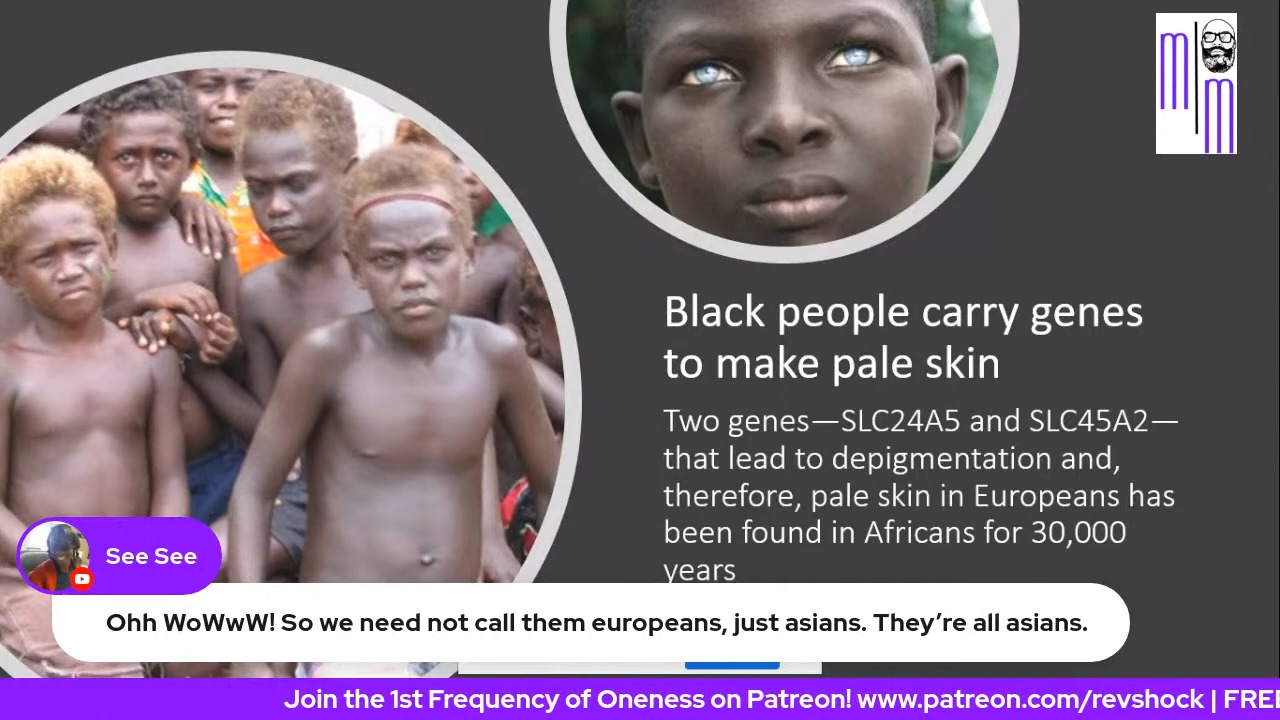 m
m
Black people carry genes
to make pale skin
Two genes—SLC24A5 and SLC45A2—
that lead to depigmentation and,
therefore, pale skin in Europeans has
been found in Africans for 30,000
years
See See
Ohh WoWwW! So we need not call them europeans, just asians. They’re all asians.
Join the 1st Frequency of Oneness on Patreon! www.patreon.com/revshock | FREE